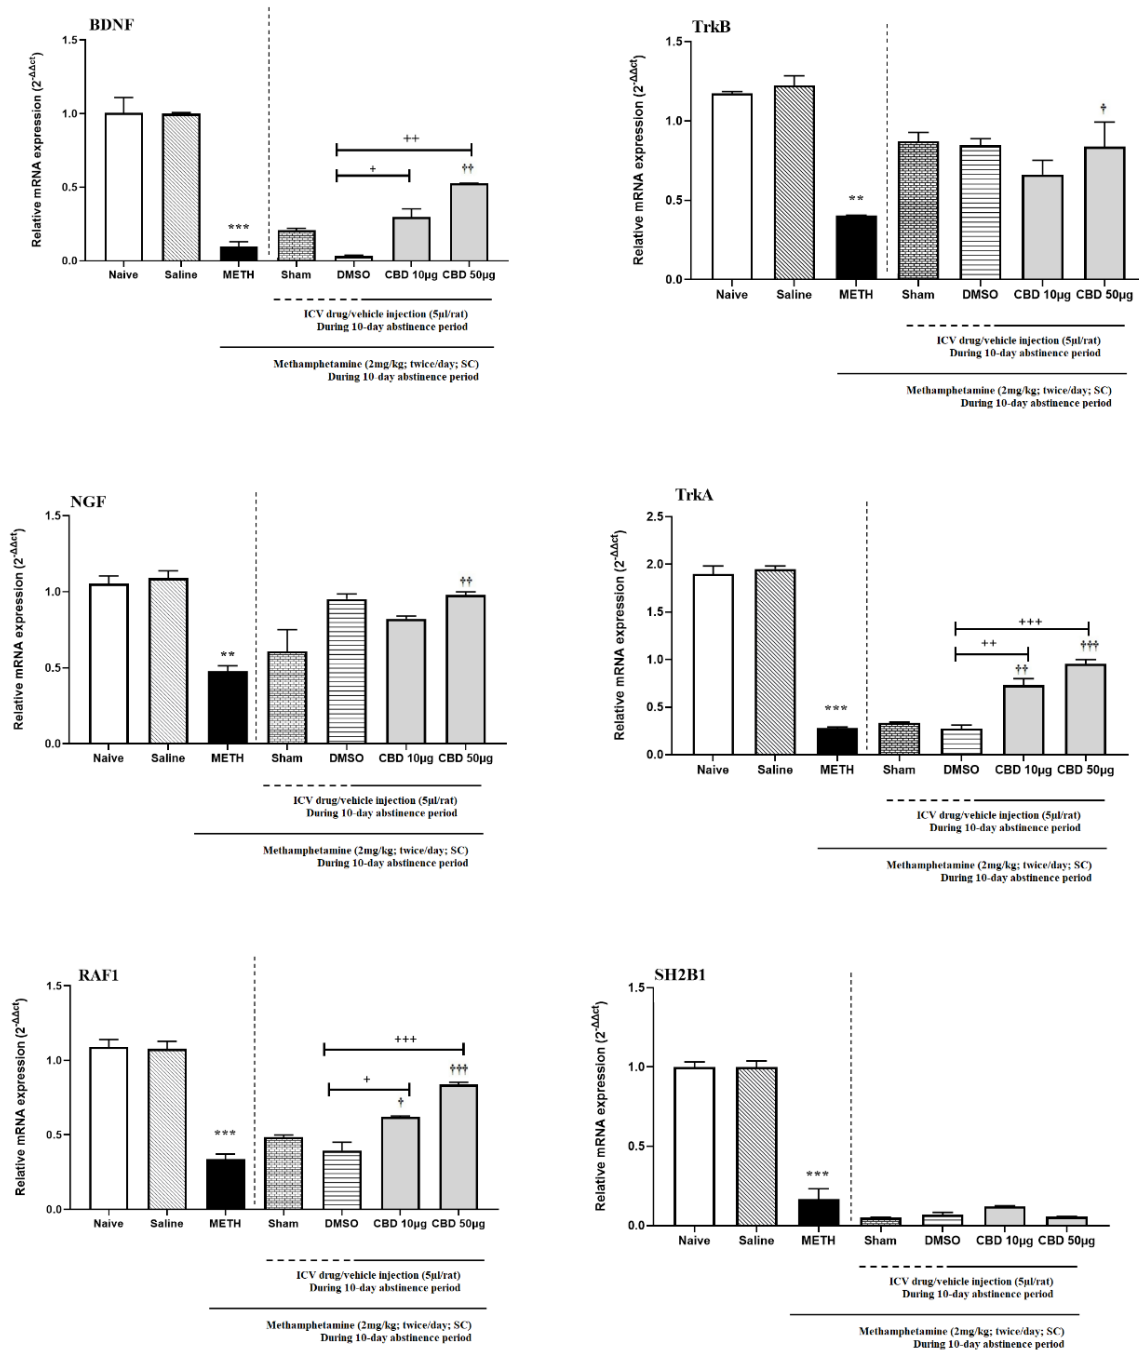 BDNF
Relative mRNA expression (2-ΔΔct)
1.5
1.0
0.5
0.0
***
+
++
††
Naive Saline METH Sham DMSO CBD 10µg CBD 50µg
ICV drug/vehicle injection (5µl/rat)
During 10-day abstinence period
Methamphetamine (2mg/kg; twice/day; SC)
During 10-day abstinence period
TrkB
Relative mRNA expression (2-ΔΔct)
1.5
1.0
0.5
0.0
**
†
Naive Saline METH Sham DMSO CBD 10µg CBD 50µg
ICV drug/vehicle injection (5µl/rat)
During 10-day abstinence period
Methamphetamine (2mg/kg; twice/day; SC)
During 10-day abstinence period
NGF
Relative mRNA expression (2-ΔΔct)
1.5
1.0
0.5
0.0
**
††
Naive Saline METH Sham DMSO CBD 10µg CBD 50µg
ICV drug/vehicle injection (5µl/rat)
During 10-day abstinence period
Methamphetamine (2mg/kg; twice/day; SC)
During 10-day abstinence period
TrkA
Relative mRNA expression (2-ΔΔct)
2.5
2.0
1.5
1.0
0.5
0.0
***
++
+++
††
†††
Naive Saline METH Sham DMSO CBD 10µg CBD 50µg
ICV drug/vehicle injection (5µl/rat)
During 10-day abstinence period
Methamphetamine (2mg/kg; twice/day; SC)
During 10-day abstinence period
RAF1
Relative mRNA expression (2-ΔΔct)
1.5
1.0
0.5
0.0
***
+
+++
†
†††
Naive Saline METH Sham DMSO CBD 10µg CBD 50µg
ICV drug/vehicle injection (5µl/rat)
During 10-day abstinence period
Methamphetamine (2mg/kg; twice/day; SC)
During 10-day abstinence period
SH2B1
Relative mRNA expression (2-ΔΔct)
1.5
1.0
0.5
0.0
***
Naive Saline METH Sham DMSO CBD 10µg CBD 50µg
ICV drug/vehicle injection (5µl/rat)
During 10-day abstinence period
Methamphetamine (2mg/kg; twice/day; SC)
During 10-day abstinence period